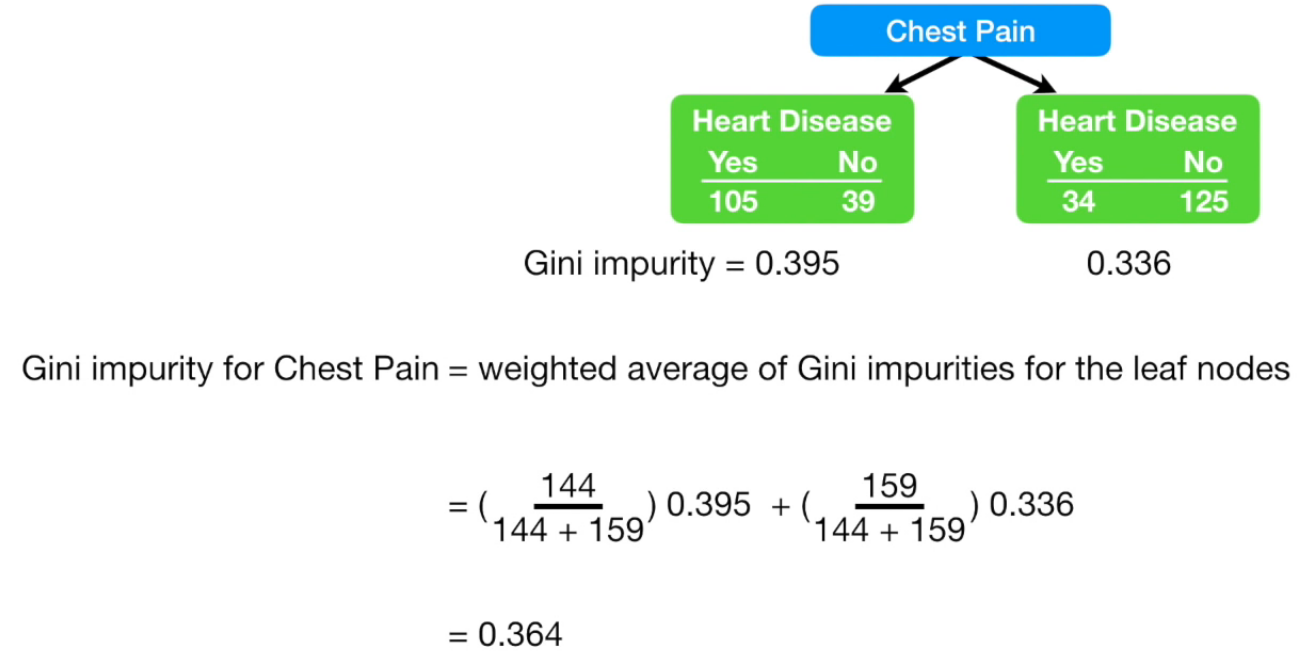 Chest Pain
Heart Disease Heart Disease
Yes No Yes No
105 39 34 125
Gini impurity = 0.395 0.336
Gini impurity for Chest Pain = weighted average of Gini impurities for the leaf nodes
= ( 144 / 144 + 159 ) 0.395 + ( 159 / 144 + 159 ) 0.336
= 0.364